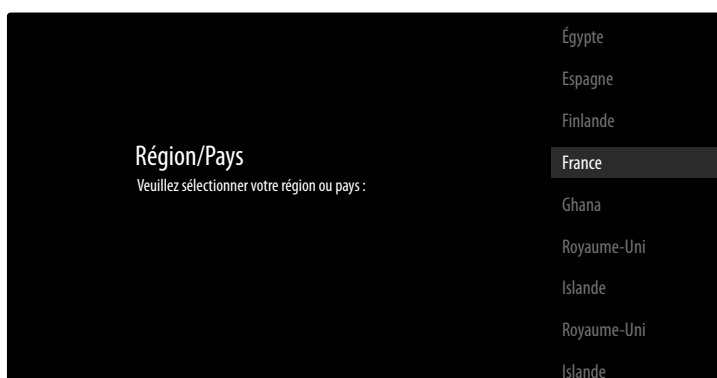 Région/Pays
Veuillez sélectionner votre région ou pays :
Égypte
Espagne
Finlande
France
Ghana
Royaume-Uni
Islande
Royaume-Uni
Islande